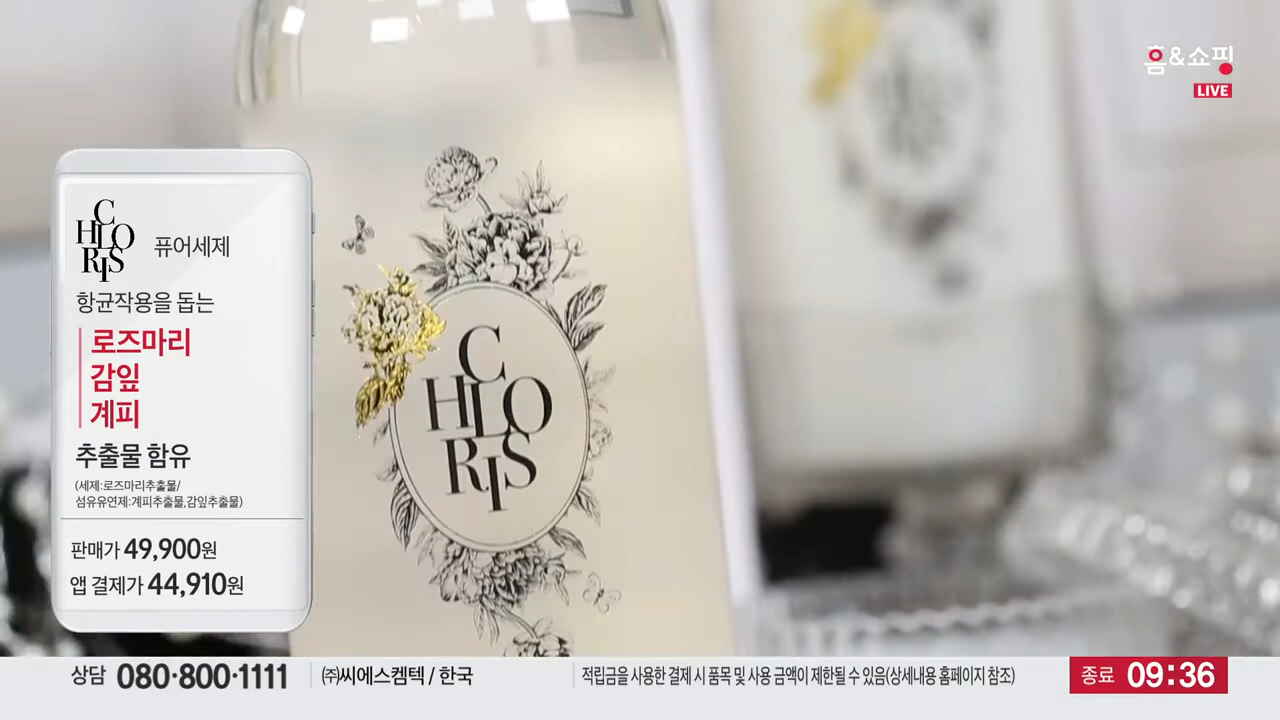 홈&쇼핑
LIVE
CHLORIS 퓨어세제
항균작용을 돕는
로즈마리
감잎
계피
추출물 함유
(세제:로즈마리추출물/
섬유유연제:계피추출물,감잎추출물)
판매가 49,900원
앱 결제가 44,910원
CHLORIS
상담 080·800·1111 ㈜씨에스켐텍 / 한국 적립금을 사용한 결제 시 품목 및 사용 금액이 제한될 수 있음(상세내용 홈페이지 참조) 종료 09:36